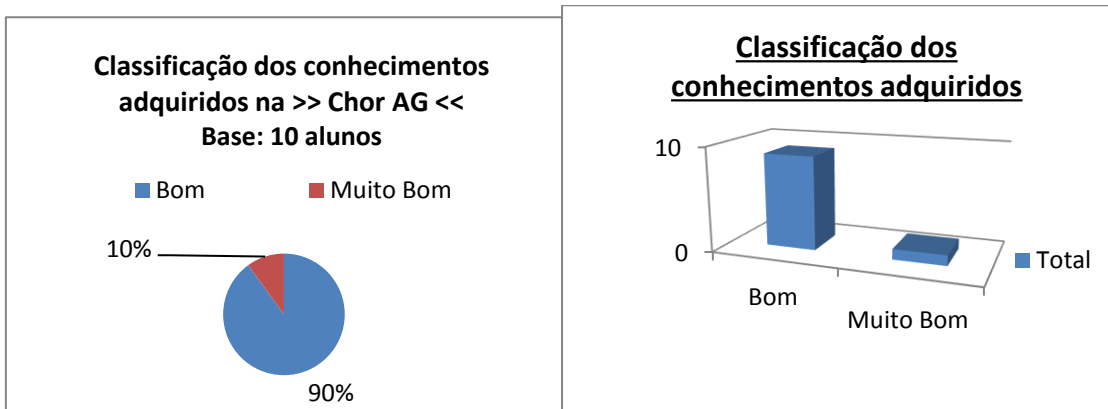 Classificação dos conhecimentos
adquiridos na >> Chor AG <<
Base: 10 alunos
Bom
Muito Bom
10%
90%
Classificação dos
conhecimentos adquiridos
10
0
Bom
Muito Bom
Total